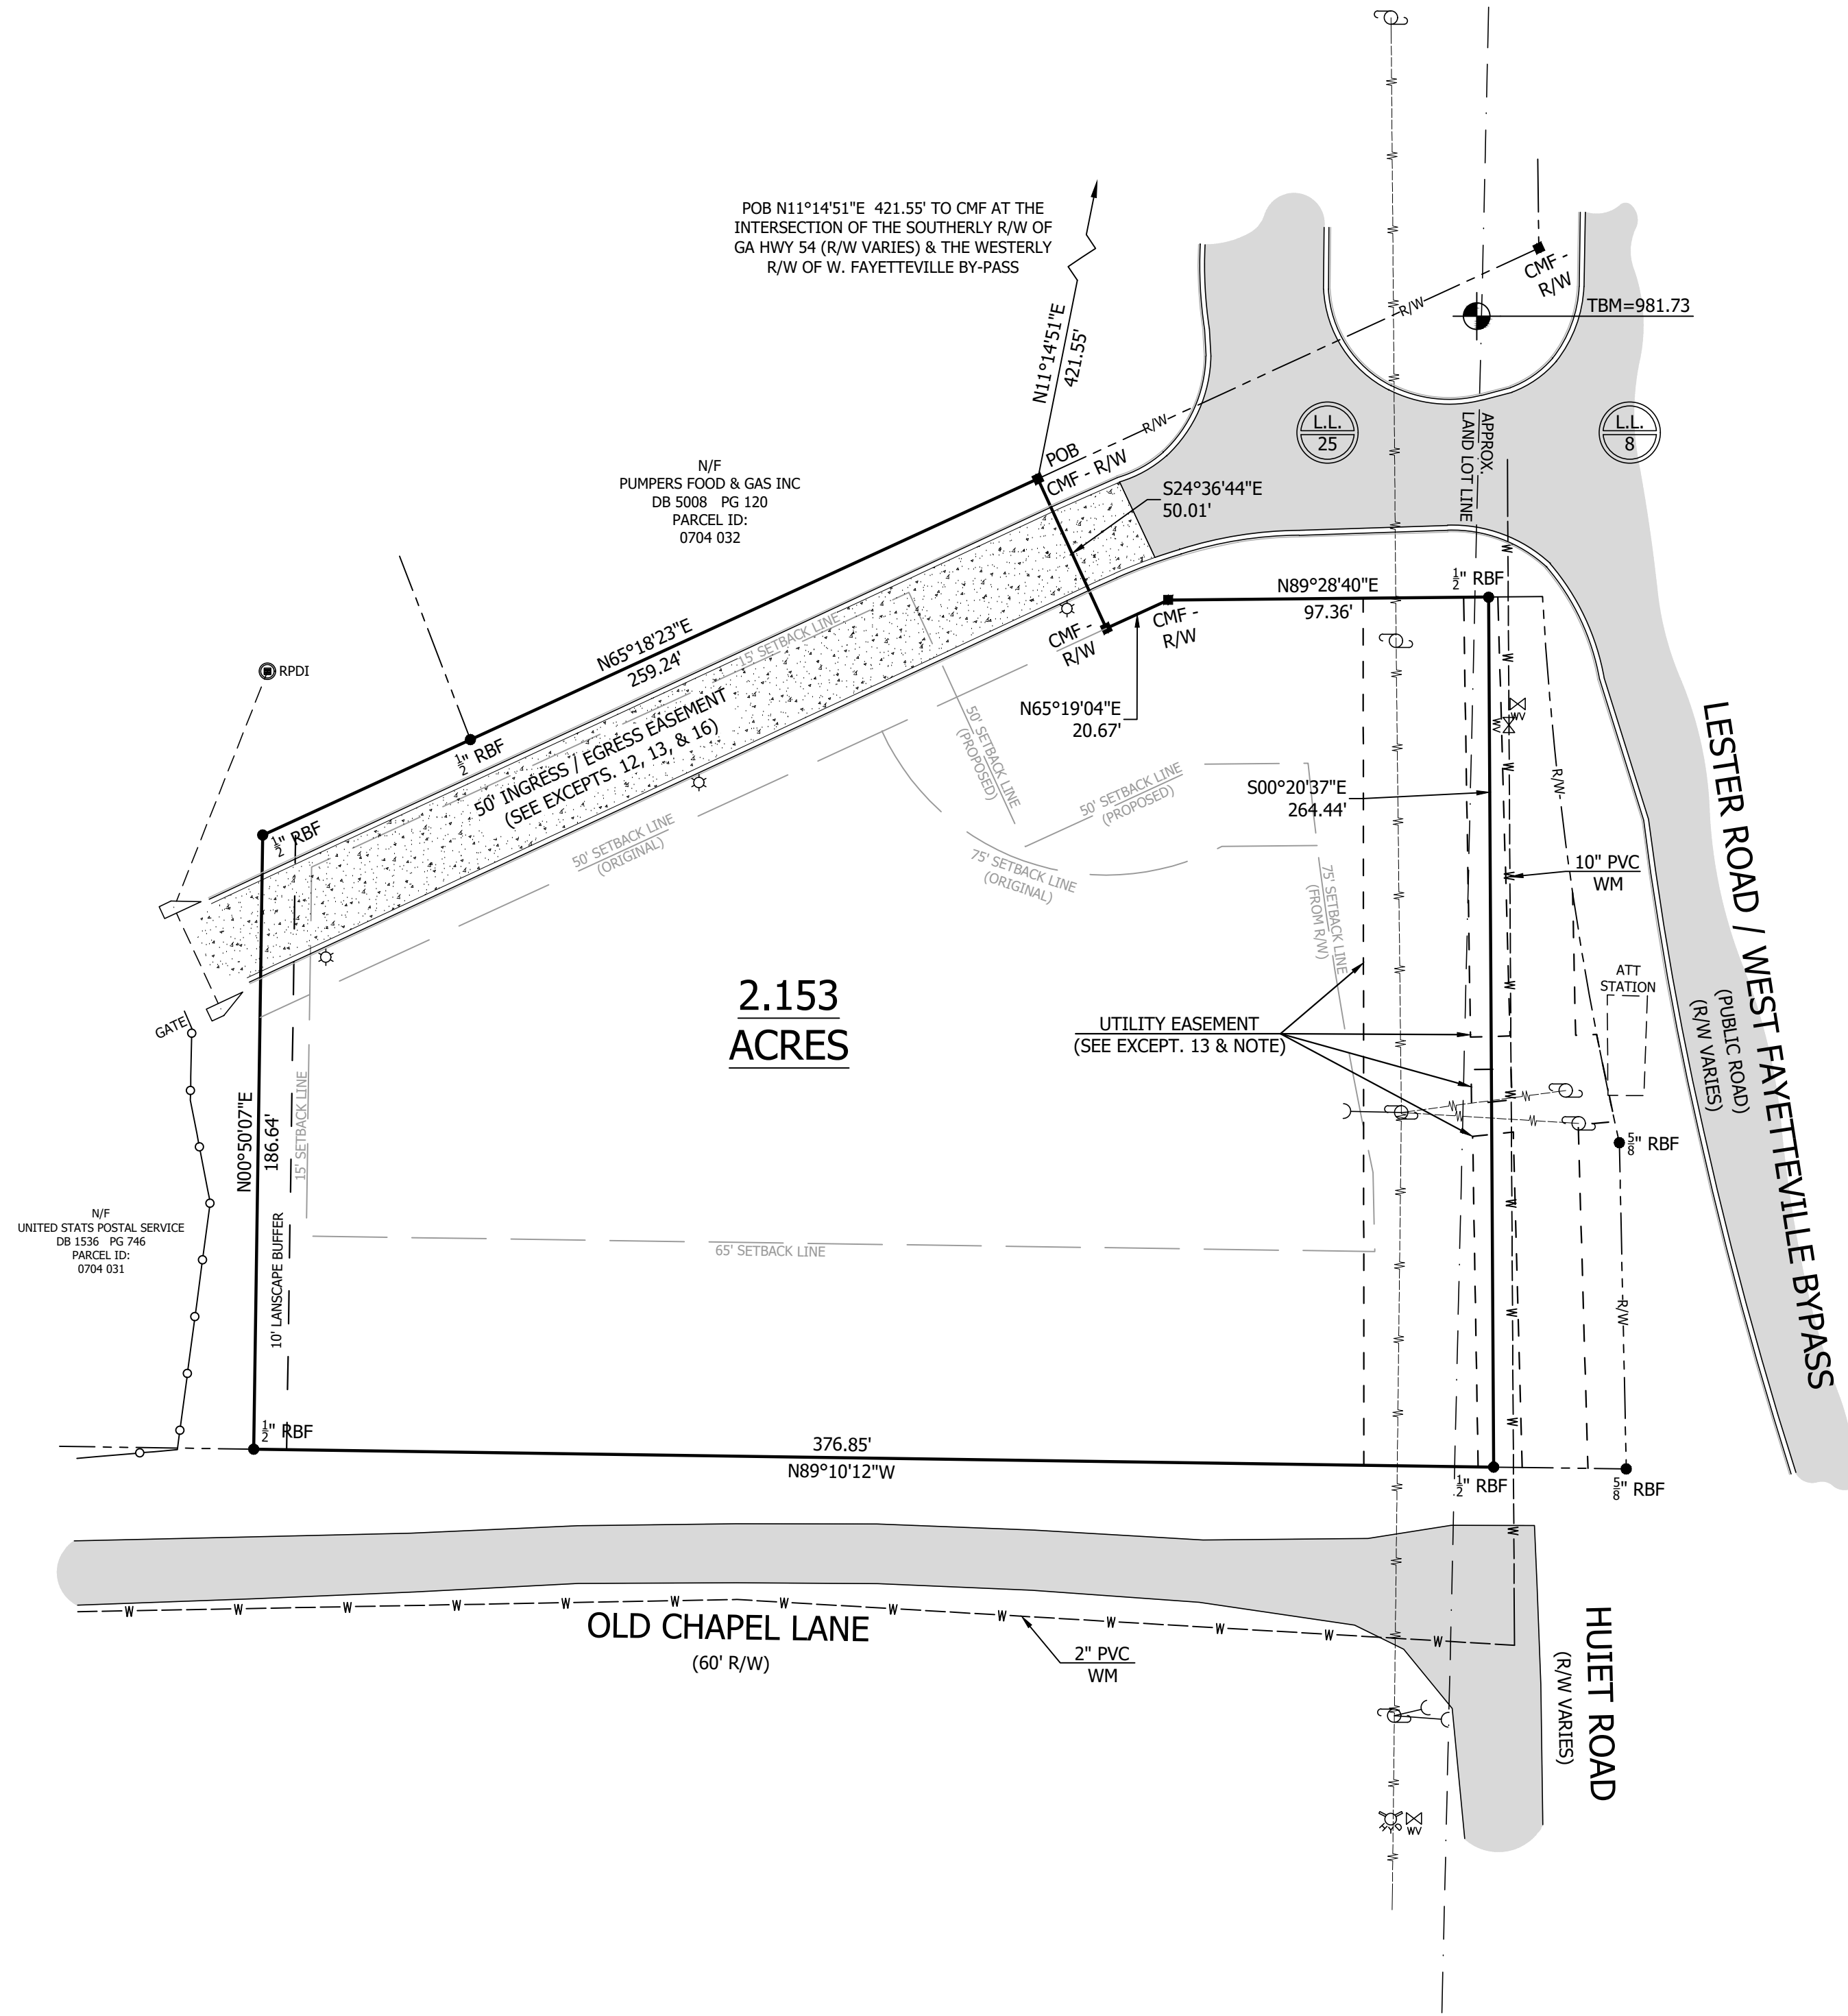 POB N11°14'51"E 421.55' TO CMF AT THE
INTERSECTION OF THE SOUTHERLY R/W OF
GA HWY 54 (R/W VARIES) & THE WESTERLY
R/W OF W. FAYETTEVILLE BY-PASS
N11°14'51"E
421.55'
CMF -
R/W
R/W
TBM=981.73
R/W
L.L.
25
APPROX.
LAND LOT LINE
L.L.
8
POB
CMF - R/W
N/F
PUMPERS FOOD & GAS INC
DB 5008 PG 120
PARCEL ID:
0704 032
S24°36'44"E
50.01'
N89°28'40"E
97.36'
½" RBF
CMF -
R/W
CMF -
R/W
N65°18'23"E
259.24'
15' SETBACK LINE
RPDI
½" RBF
50' INGRESS / EGRESS EASEMENT
(SEE EXCEPTS. 12, 13, & 16)
N65°19'04"E
20.67'
50' SETBACK LINE
(PROPOSED)
50' SETBACK LINE
(PROPOSED)
WV
R/W
S00°20'37"E
264.44'
½" RBF
50' SETBACK LINE
(ORIGINAL)
75' SETBACK LINE
(ORIGINAL)
75' SETBACK LINE
(FROM R/W)
10" PVC
WM
LESTER ROAD / WEST FAYETTEVILLE BYPASS
(PUBLIC ROAD)
(R/W VARIES)
ATT
STATION
2.153
ACRES
GATE
UTILITY EASEMENT
(SEE EXCEPT. 13 & NOTE)
N00°50'07"E
186.64'
15' SETBACK LINE
⅝" RBF
N/F
UNITED STATS POSTAL SERVICE
DB 1536 PG 746
PARCEL ID:
0704 031
10' LANSCAPE BUFFER
65' SETBACK LINE
R/W
½" RBF
376.85'
N89°10'12"W
½" RBF
⅝" RBF
W W W W W W W W W W W W W
OLD CHAPEL LANE
(60' R/W)
2" PVC
WM
HUIET ROAD
(R/W VARIES)
HYD
WV